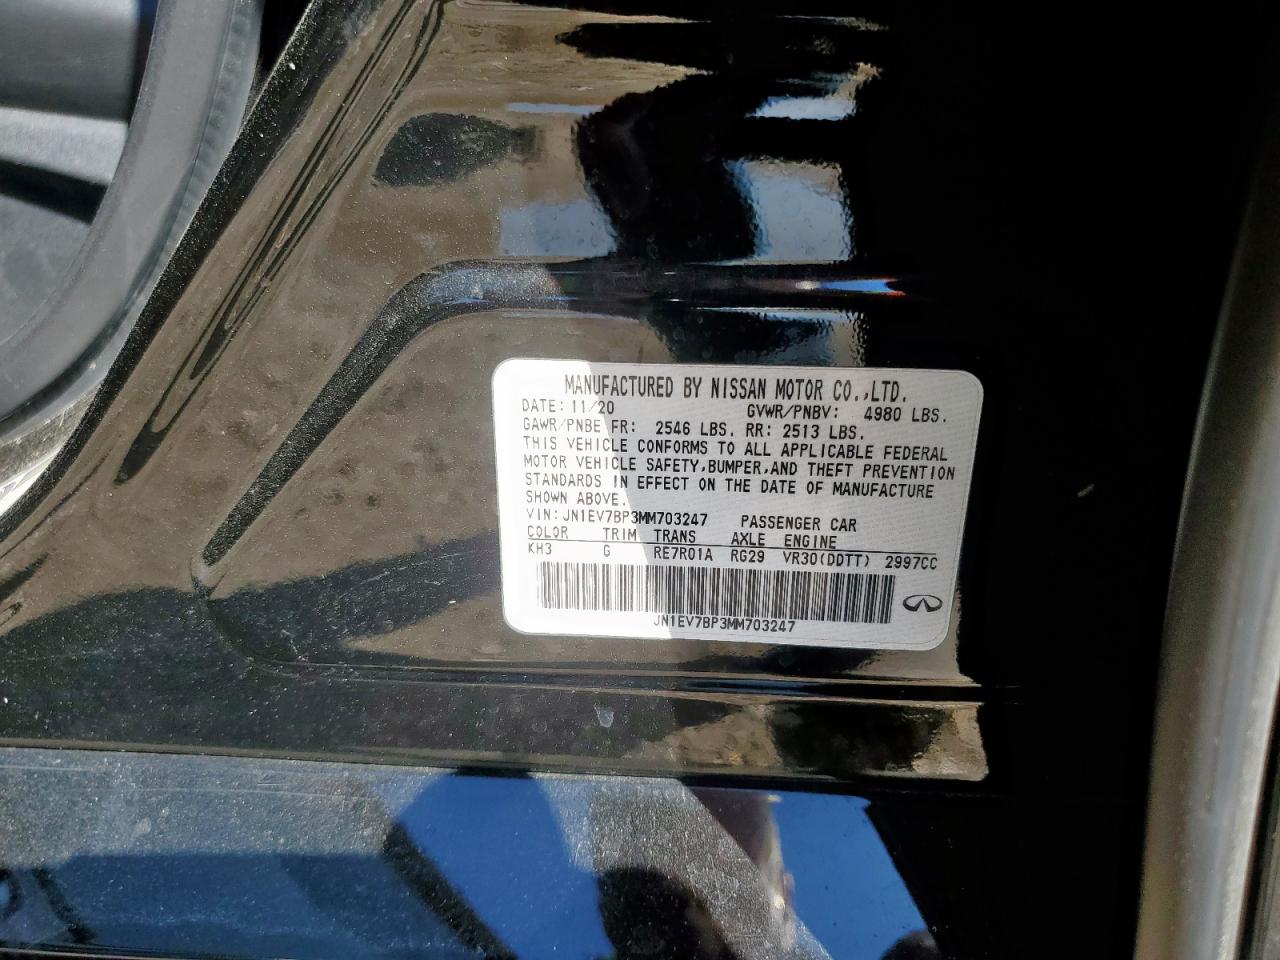 MANUFACTURED BY NISSAN MOTOR CO.,LTD.
DATE: 11/20 GVWR/PNBV: 4980 LBS.
GAWR/PNBE FR: 2546 LBS. RR: 2513 LBS.
THIS VEHICLE CONFORMS TO ALL APPLICABLE FEDERAL
MOTOR VEHICLE SAFETY,BUMPER,AND THEFT PREVENTION
STANDARDS IN EFFECT ON THE DATE OF MANUFACTURE
SHOWN ABOVE.
VIN: JN1EV7BP3MM703247 PASSENGER CAR
COLOR TRIM TRANS AXLE ENGINE
KH3 G RE7R01A RG29 VR30(DDTT) 2997CC
JN1EV7BP3MM703247